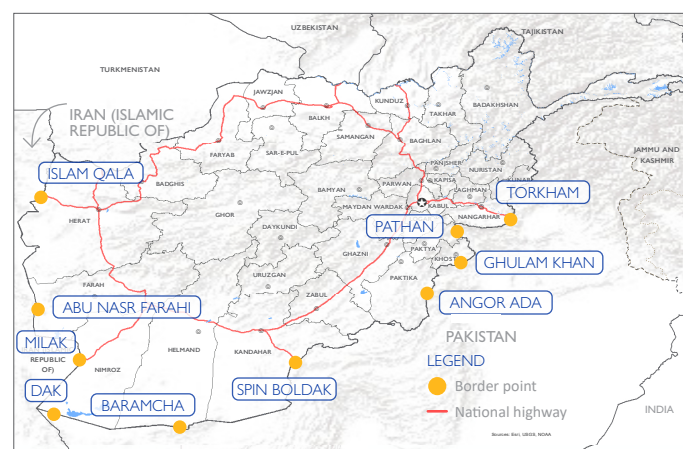 UZBEKISTAN
TAJIKISTAN
TURKMENISTAN
IRAN (ISLAMIC
REPUBLIC OF)
JAWZJAN
BALKH
KUNDUZ
TAKHAR
BADAKHSHAN
JAMMU AND
KASHMIR
FARYAB
SAR-E-PUL
SAMANGAN
BAGHLAN
PANJSHER
NURISTAN
KUNAR
ISLAM QALA
BADGHIS
BAMYAN
PARWAN
KAPISA
LAGHMAN
TORKHAM
HERAT
GHOR
MAYDAN WARDAK
KABUL
NANGARHAR
DAYKUNDI
PATHAN
GHAZNI
PAKTYA
KHOST
GHULAM KHAN
FARAH
URUZGAN
PAKTIKA
ABU NASR FARAHI
ZABUL
ANGOR ADA
MILAK
REPUBLIC
OF)
NIMROZ
HELMAND
KANDAHAR
PAKISTAN
LEGEND
Border point
National highway
DAK
BARAMCHA
SPIN BOLDAK
INDIA
Sources: Esri, USGS, NOAA